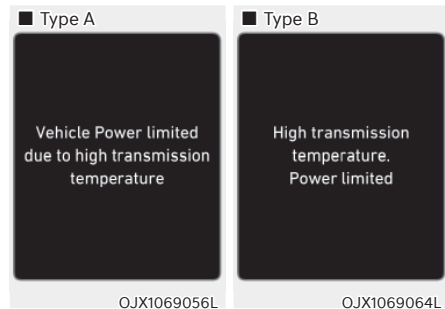 ■ Type A
Vehicle Power limited
due to high transmission
temperature
OJX1069056L
■ Type B
High transmission
temperature.
Power limited
OJX1069064L